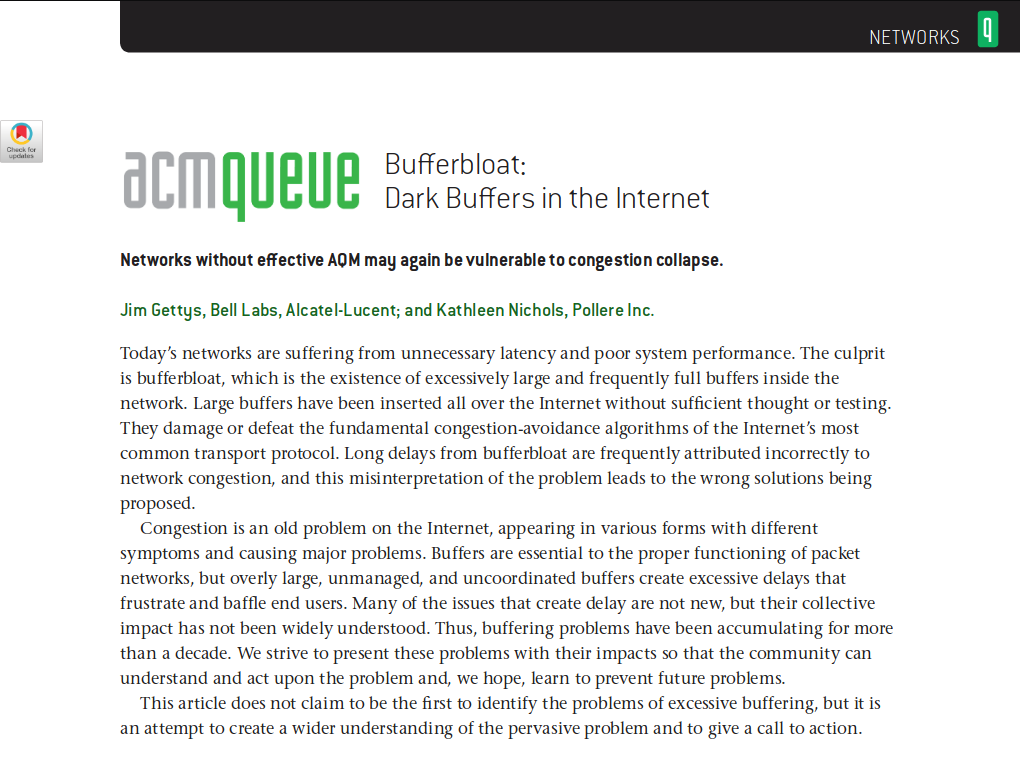 NETWORKS
q
Check for
updates
acmqueue
Bufferbloat:
Dark Buffers in the Internet
Networks without effective AQM may again be vulnerable to congestion collapse.
Jim Gettys, Bell Labs, Alcatel-Lucent; and Kathleen Nichols, Pollere Inc.
Today’s networks are suffering from unnecessary latency and poor system performance. The culprit
is bufferbloat, which is the existence of excessively large and frequently full buffers inside the
network. Large buffers have been inserted all over the Internet without sufficient thought or testing.
They damage or defeat the fundamental congestion-avoidance algorithms of the Internet’s most
common transport protocol. Long delays from bufferbloat are frequently attributed incorrectly to
network congestion, and this misinterpretation of the problem leads to the wrong solutions being
proposed.
Congestion is an old problem on the Internet, appearing in various forms with different
symptoms and causing major problems. Buffers are essential to the proper functioning of packet
networks, but overly large, unmanaged, and uncoordinated buffers create excessive delays that
frustrate and baffle end users. Many of the issues that create delay are not new, but their collective
impact has not been widely understood. Thus, buffering problems have been accumulating for more
than a decade. We strive to present these problems with their impacts so that the community can
understand and act upon the problem and, we hope, learn to prevent future problems.
This article does not claim to be the first to identify the problems of excessive buffering, but it is
an attempt to create a wider understanding of the pervasive problem and to give a call to action.